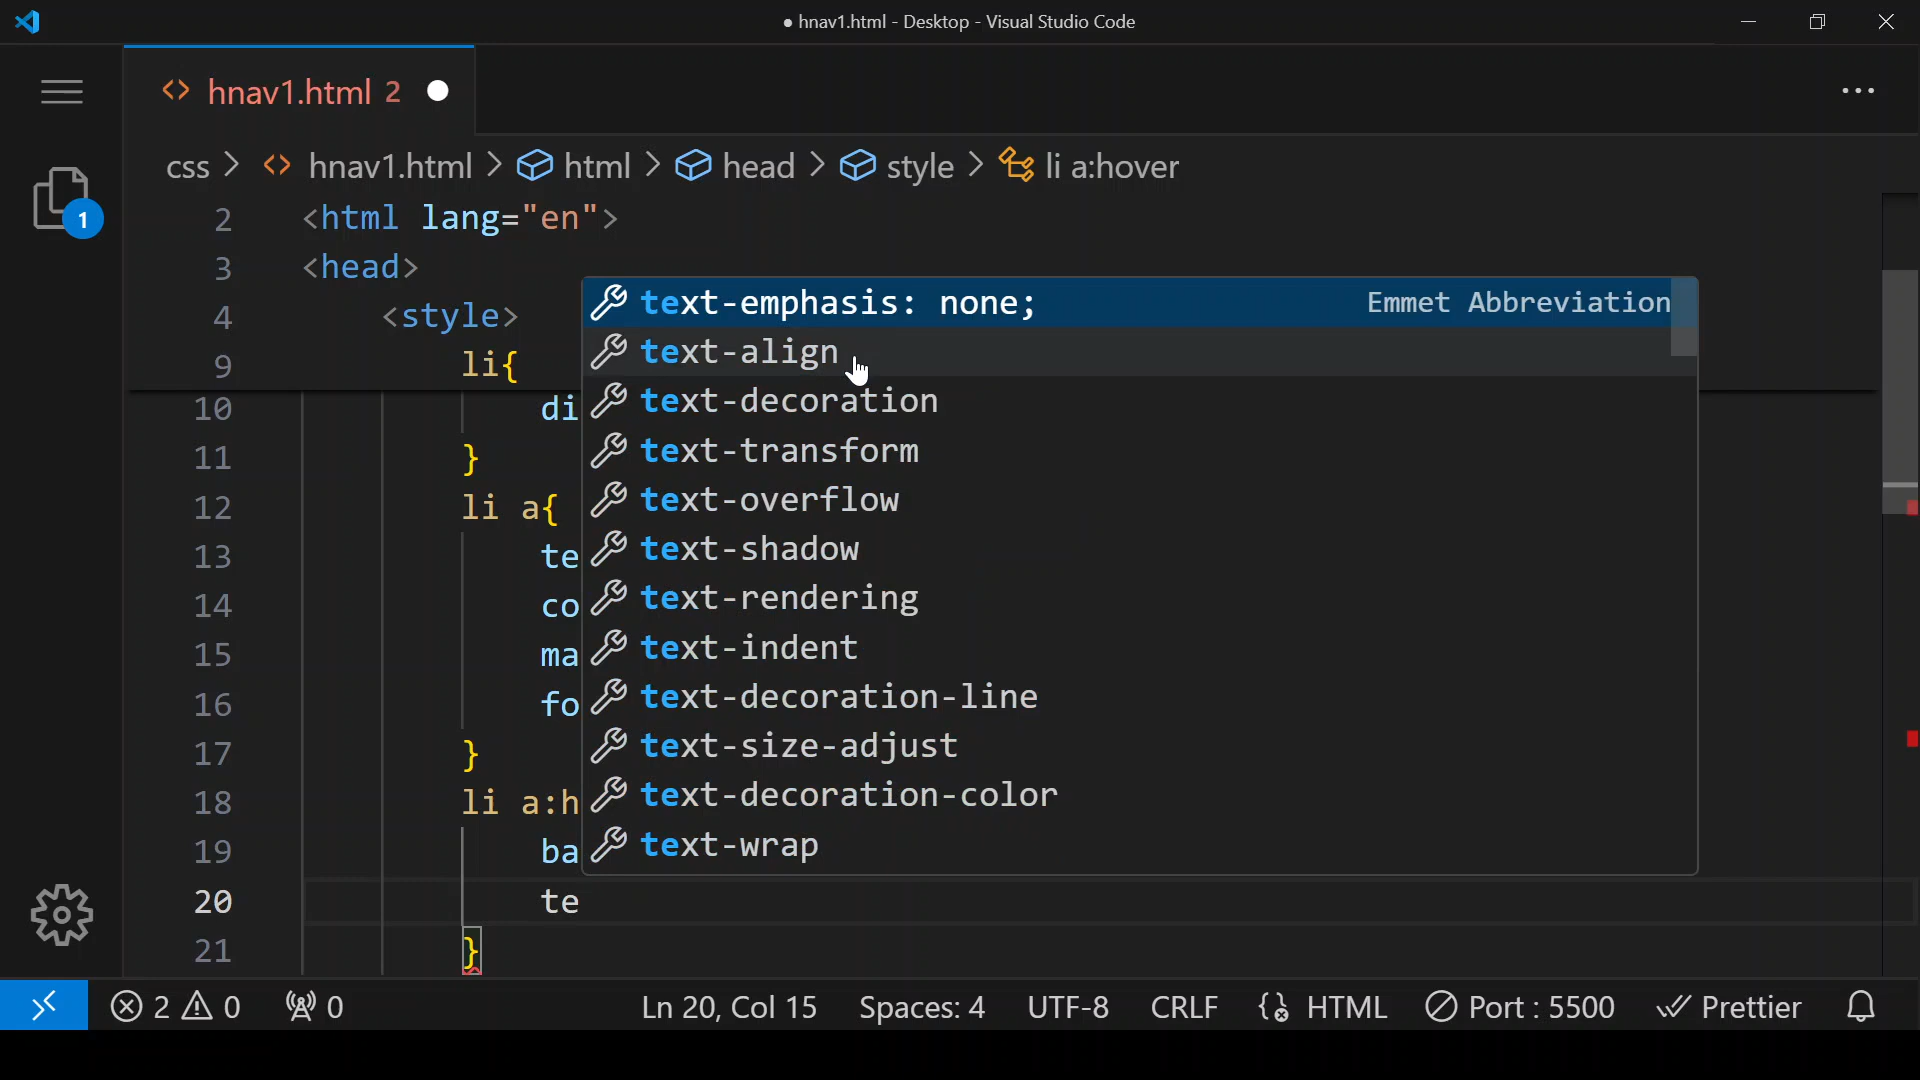 ● hnav1.html - Desktop - Visual Studio Code
hnav1.html 2
css > hnav1.html > html > head > style > li a:hover
1
2 <html lang="en">
3 <head>
4 <style>
9 li{
10 di
11 }
12 li a{
13 te
14 co
15 ma
16 fo
17 }
18 li a:h
19 ba
20 te
21 }
text-emphasis: none; Emmet Abbreviation
text-align
text-decoration
text-transform
text-overflow
text-shadow
text-rendering
text-indent
text-decoration-line
text-size-adjust
text-decoration-color
text-wrap
2 0 0 Ln 20, Col 15 Spaces: 4 UTF-8 CRLF {} HTML Port : 5500 Prettier